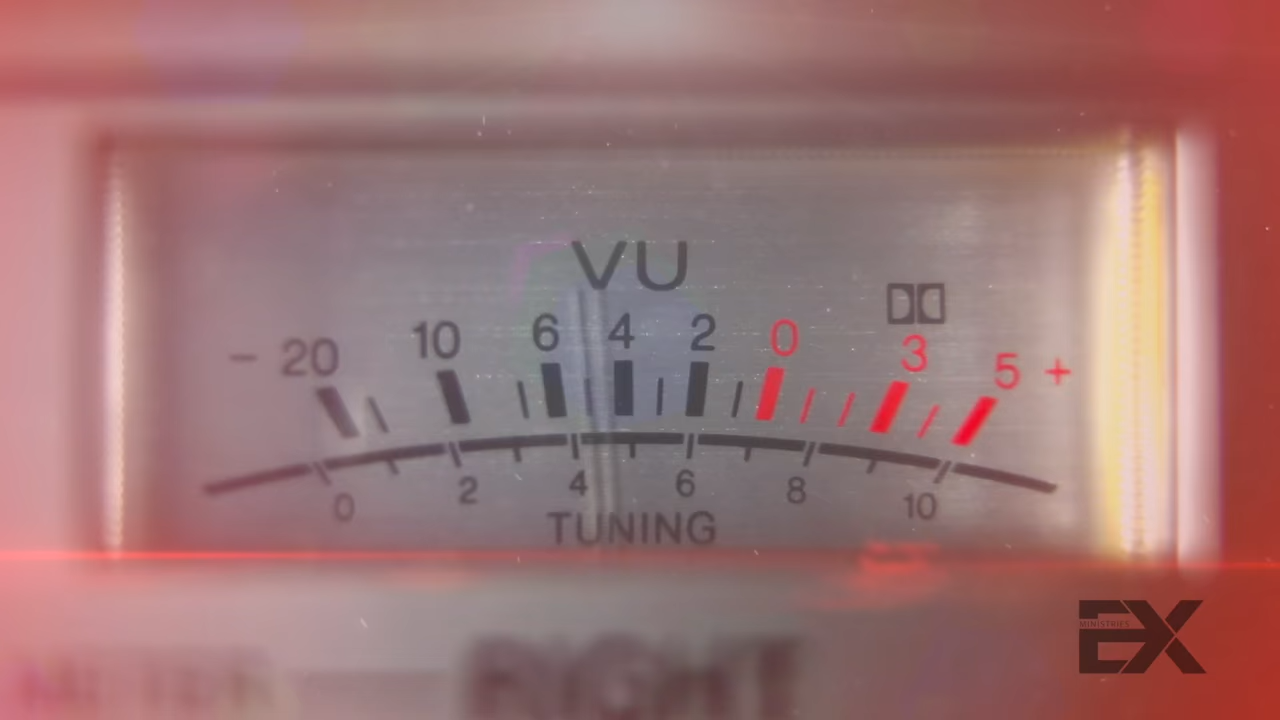 VU
− 20 10 6 4 2 0 3 5 +
0 2 4 6 8 10
TUNING
METER
RIGHT
EX
MINISTRIES